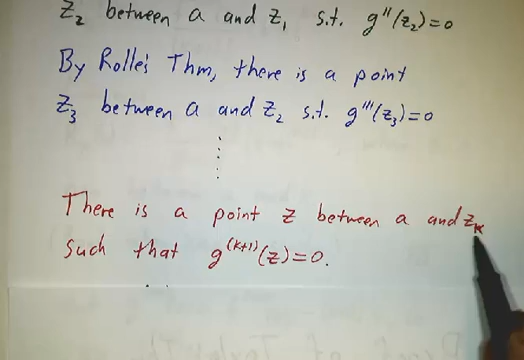 z₂ between a and z₁ s.t. g''(z₂)=0
By Rolle's Thm, there is a point
z₃ between a and z₂ s.t. g'''(z₃)=0
⋮
There is a point z between a and z_k
such that g^(k+1)(z)=0.